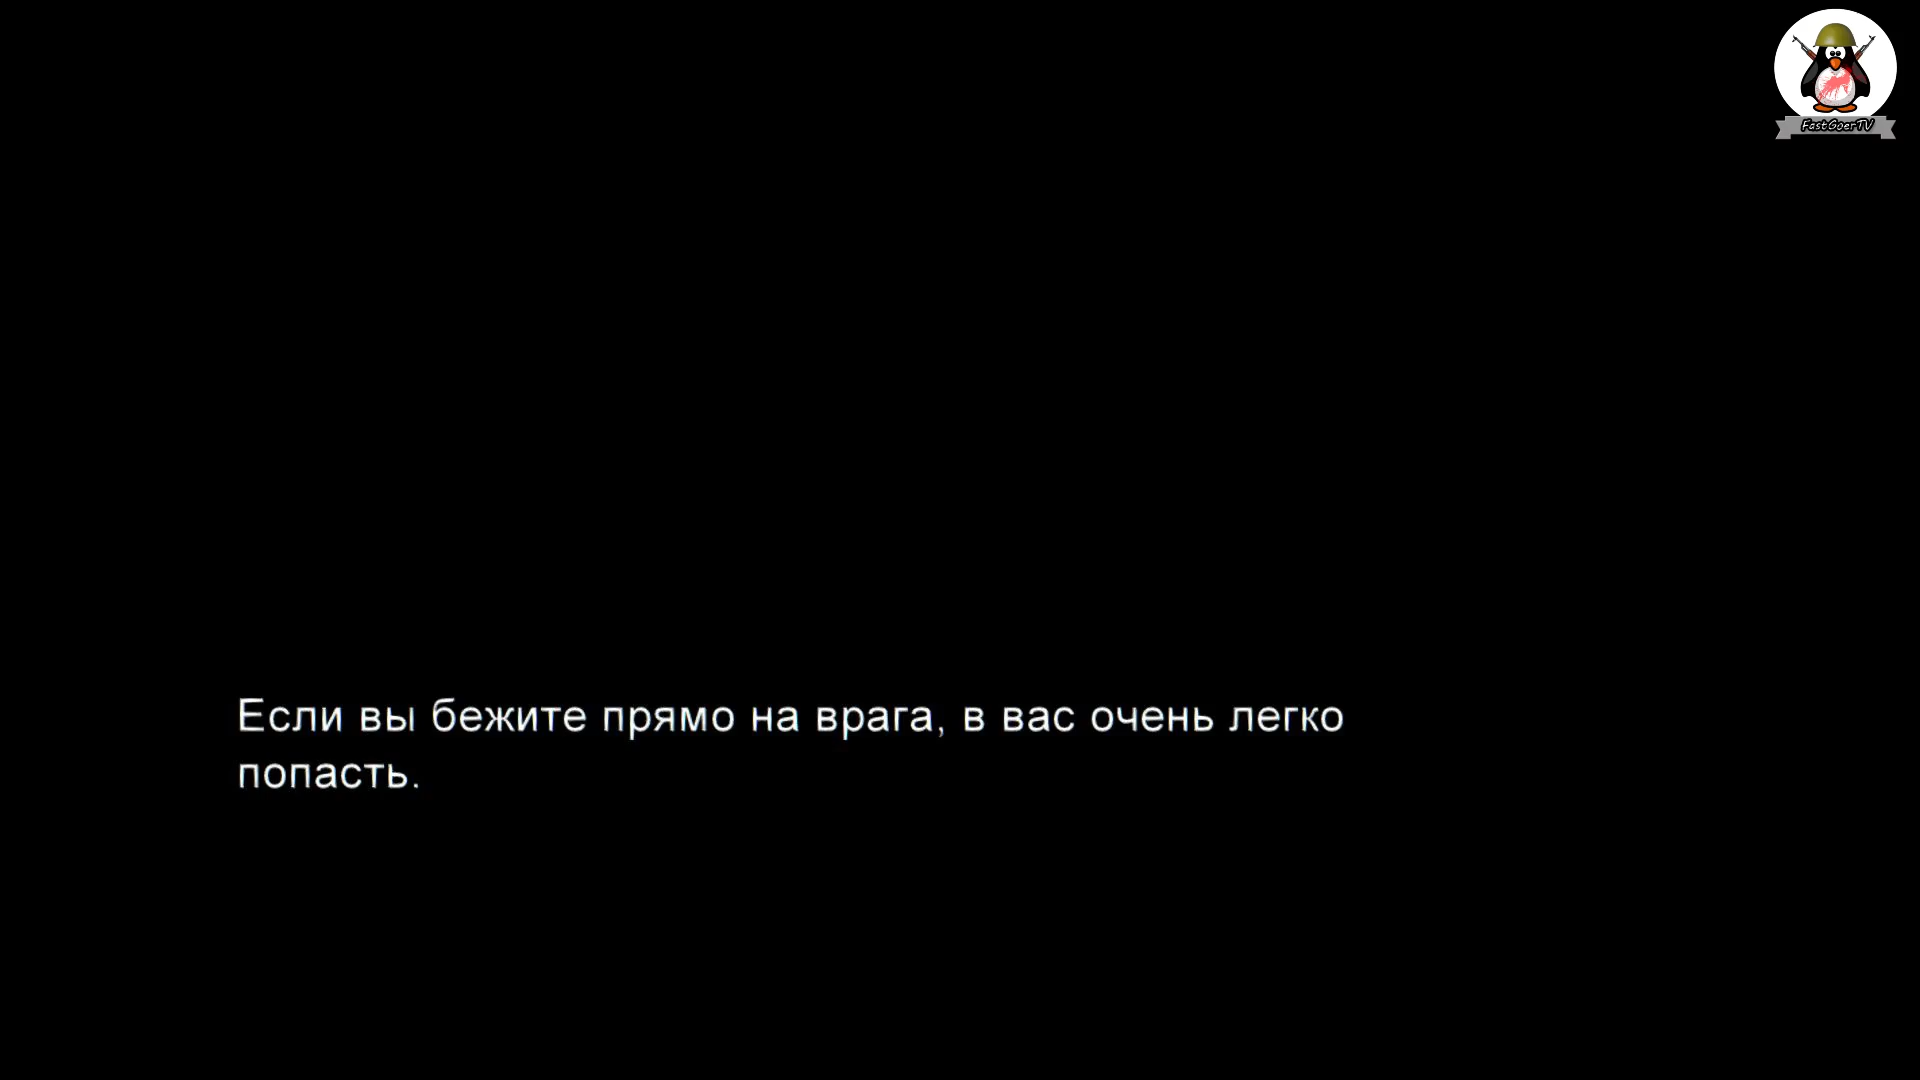 FastGoerTV
Если вы бежите прямо на врага, в вас очень легко
попасть.